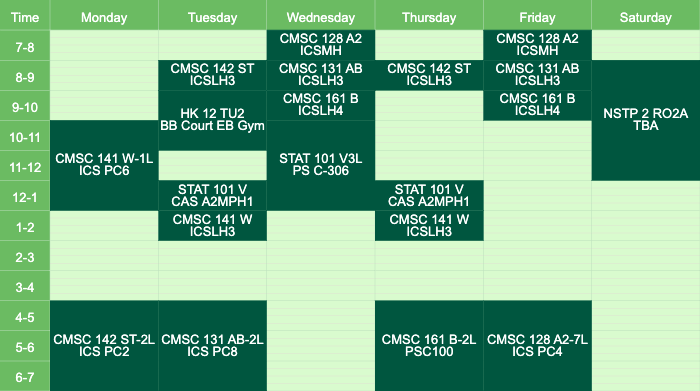 Time Monday Tuesday Wednesday Thursday Friday Saturday
7-8
CMSC 128 A2
ICSMH
CMSC 128 A2
ICSMH
8-9
CMSC 142 ST
ICSLH3
CMSC 131 AB
ICSLH3
CMSC 142 ST
ICSLH3
CMSC 131 AB
ICSLH3
9-10
HK 12 TU2
BB Court EB Gym
CMSC 161 B
ICSLH4
CMSC 161 B
ICSLH4
NSTP 2 RO2A
TBA
10-11
11-12
CMSC 141 W-1L
ICS PC6
STAT 101 V3L
PS C-306
12-1
STAT 101 V
CAS A2MPH1
STAT 101 V
CAS A2MPH1
1-2
CMSC 141 W
ICSLH3
CMSC 141 W
ICSLH3
2-3
3-4
4-5
5-6
CMSC 142 ST-2L
ICS PC2
CMSC 131 AB-2L
ICS PC8
CMSC 161 B-2L
PSC100
CMSC 128 A2-7L
ICS PC4
6-7